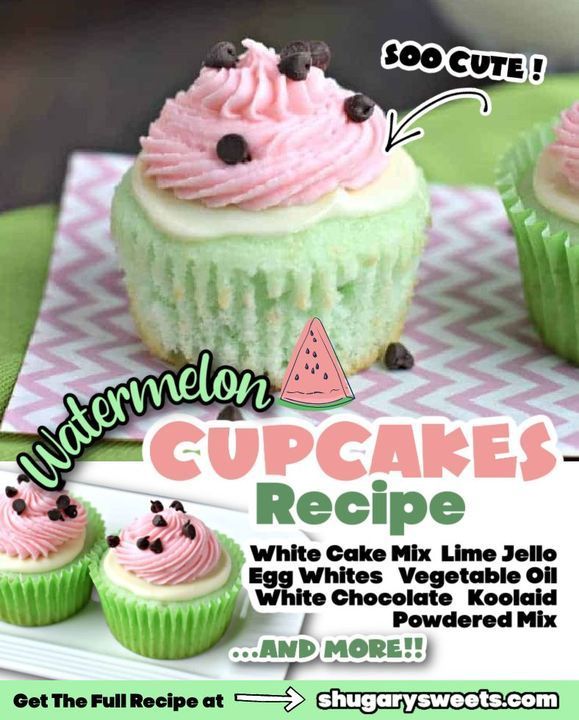 SOO CUTE!
Watermelon
CUPCAKES
Recipe
White Cake Mix Lime Jello
Egg Whites Vegetable Oil
White Chocolate Koolaid
Powdered Mix
...AND MORE!!
Get The Full Recipe at shugarysweets.com